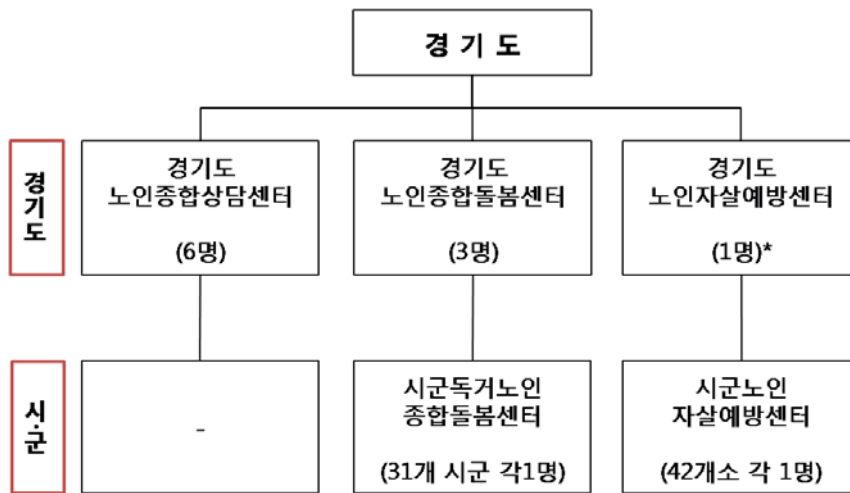 경 기 도
경기도
경기도
노인종합상담센터
(6명)
경기도
노인종합돌봄센터
(3명)
경기도
노인자살예방센터
(1명)*
시·군
-
시군독거노인
종합돌봄센터
(31개 시군 각1명)
시군노인
자살예방센터
(42개소 각 1명)